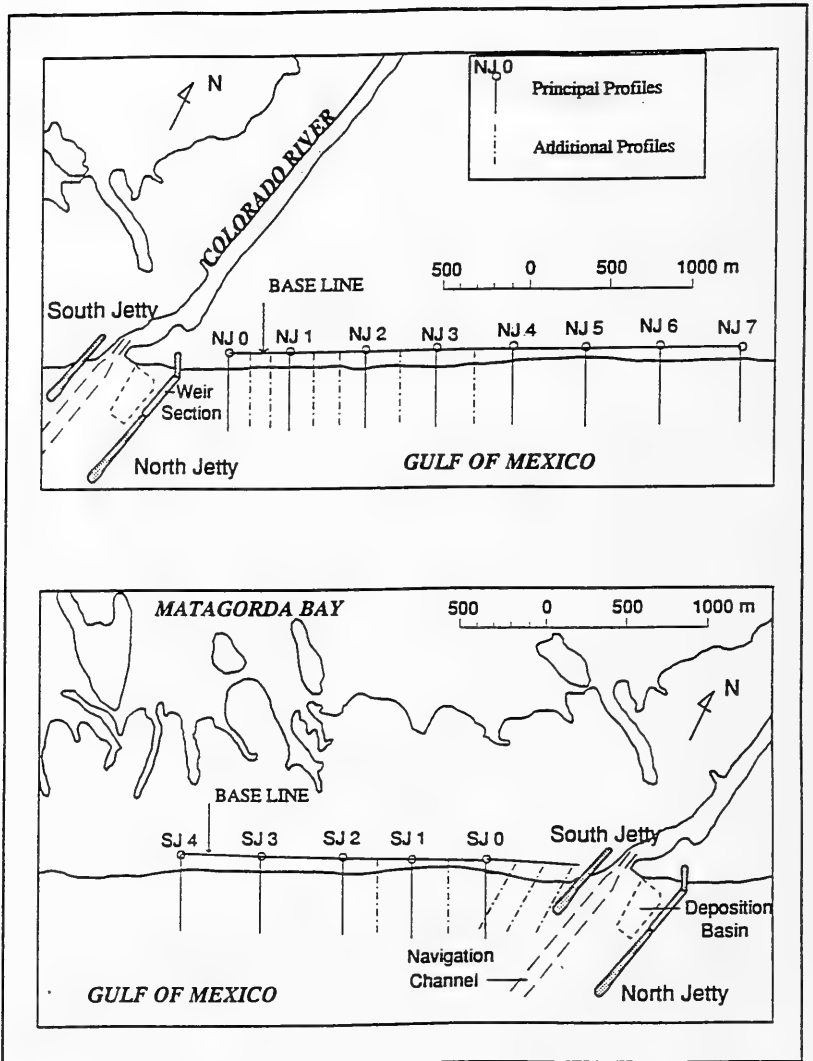 N
NJ 0
Principal Profiles
Additional Profiles
COLORADO RIVER
500 0 500 1000 m
BASE LINE
South Jetty
NJ 0 NJ 1 NJ 2 NJ 3 NJ 4 NJ 5 NJ 6 NJ 7
Weir
Section
North Jetty
GULF OF MEXICO
MATAGORDA BAY
500 0 500 1000 m
N
BASE LINE
SJ 4 SJ 3 SJ 2 SJ 1 SJ 0
South Jetty
Deposition
Basin
Navigation
Channel
GULF OF MEXICO
North Jetty